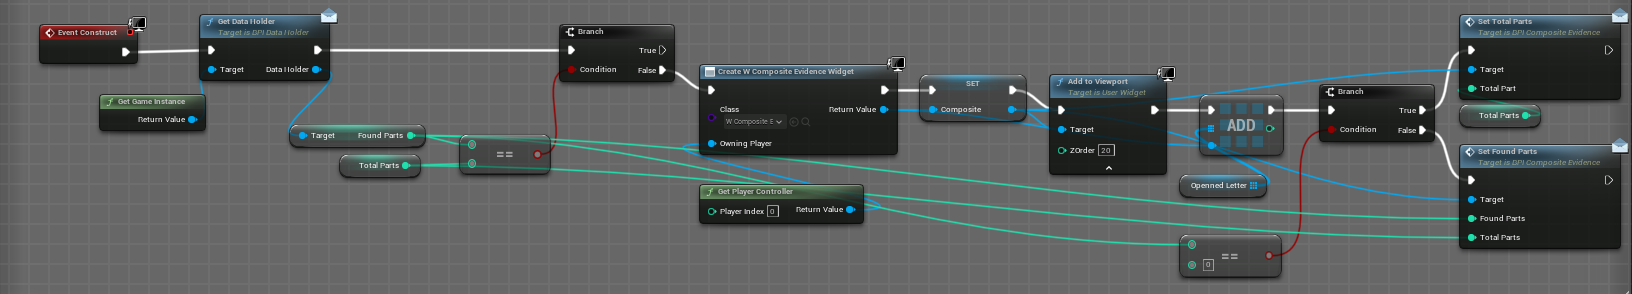 Event Construct
Get Data Holder
Target is DPI Data Holder
Target
Data Holder
Get Game Instance
Return Value
Target
Found Parts
Total Parts
==
Branch
Condition
True
False
Create W Composite Evidence Widget
Class
W Composite E
Owning Player
Return Value
Get Player Controller
Player Index
0
Return Value
SET
Composite
Add to Viewport
Target is User Widget
Target
ZOrder
20
ADD
Openned Letter
==
0
Branch
Condition
True
False
Set Total Parts
Target is DPI Composite Evidence
Target
Total Part
Total Parts
Set Found Parts
Target is DPI Composite Evidence
Target
Found Parts
Total Parts